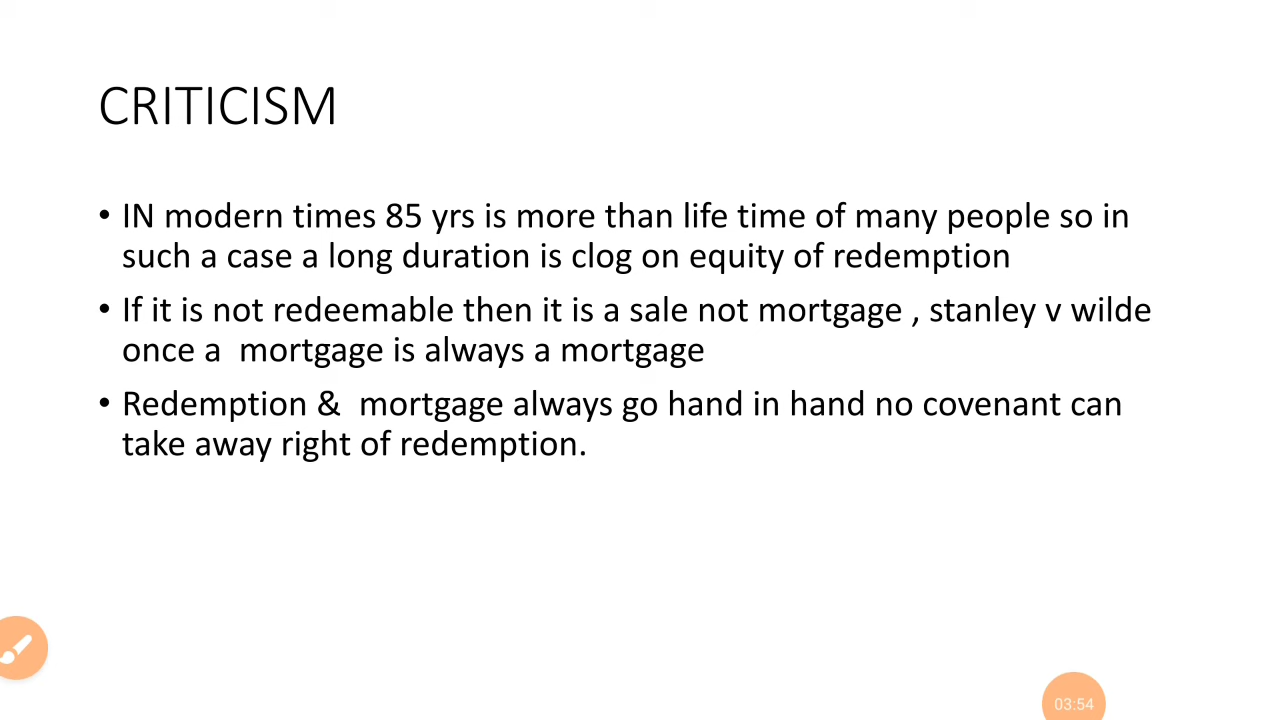 CRITICISM
• IN modern times 85 yrs is more than life time of many people so in
such a case a long duration is clog on equity of redemption
• If it is not redeemable then it is a sale not mortgage , stanley v wilde
once a  mortgage is always a mortgage
• Redemption &  mortgage always go hand in hand no covenant can
take away right of redemption.
03:54